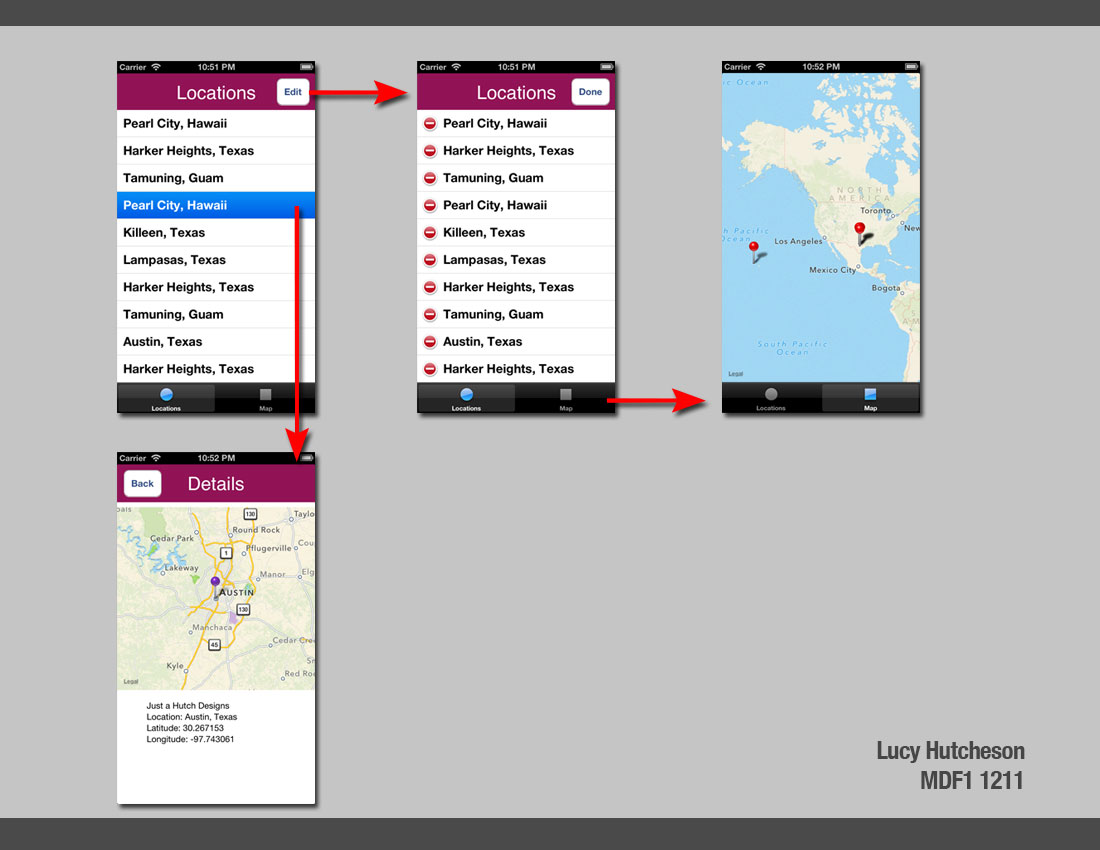 Carrier 10:51 PM
Locations Edit
Pearl City, Hawaii
Harker Heights, Texas
Tamuning, Guam
Pearl City, Hawaii
Killeen, Texas
Lampasas, Texas
Harker Heights, Texas
Tamuning, Guam
Austin, Texas
Harker Heights, Texas
Locations Map
Carrier 10:51 PM
Locations Done
Pearl City, Hawaii
Harker Heights, Texas
Tamuning, Guam
Pearl City, Hawaii
Killeen, Texas
Lampasas, Texas
Harker Heights, Texas
Tamuning, Guam
Austin, Texas
Harker Heights, Texas
Locations Map
Carrier 10:52 PM
c Ocean
NORTH
AMERICA
Toronto
New
Pacific
Ocean
Los Angeles
Mexico City
Bogota
AM
South Pacific
Ocean
Legal
Locations Map
Carrier 10:52 PM
Back Details
130
Taylo
Round Rock
Cedar Park
Cou
1
Pflugerville
Lakeway
Manor
Elg
AUSTIN
130
Manchaca
Cedar Cree
45
Sm
Kyle
Red Roc
Legal
Just a Hutch Designs
Location: Austin, Texas
Latitude: 30.267153
Longitude: -97.743061
Lucy Hutcheson
MDF1 1211